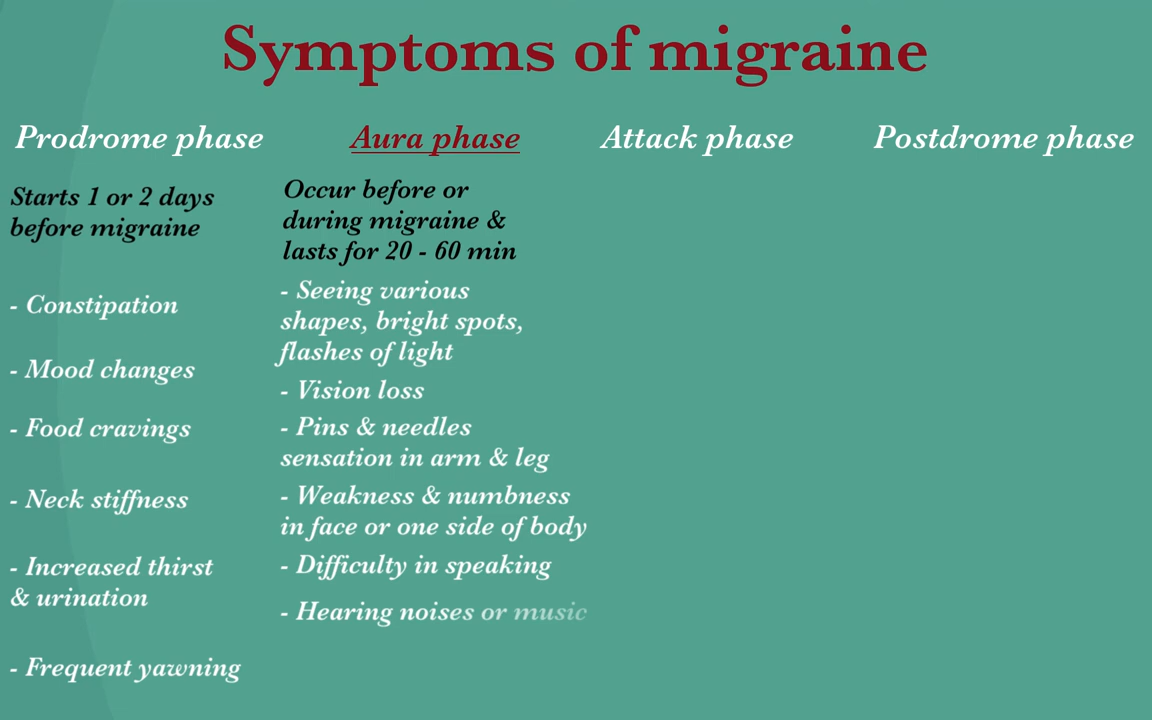 Symptoms of migraine
Prodrome phase
Starts 1 or 2 days
before migraine
- Constipation
- Mood changes
- Food cravings
- Neck stiffness
- Increased thirst
& urination
- Frequent yawning
Aura phase
Occur before or
during migraine &
lasts for 20 - 60 min
- Seeing various
shapes, bright spots,
flashes of light
- Vision loss
- Pins & needles
sensation in arm & leg
- Weakness & numbness
in face or one side of body
- Difficulty in speaking
- Hearing noises or music
Attack phase
Postdrome phase